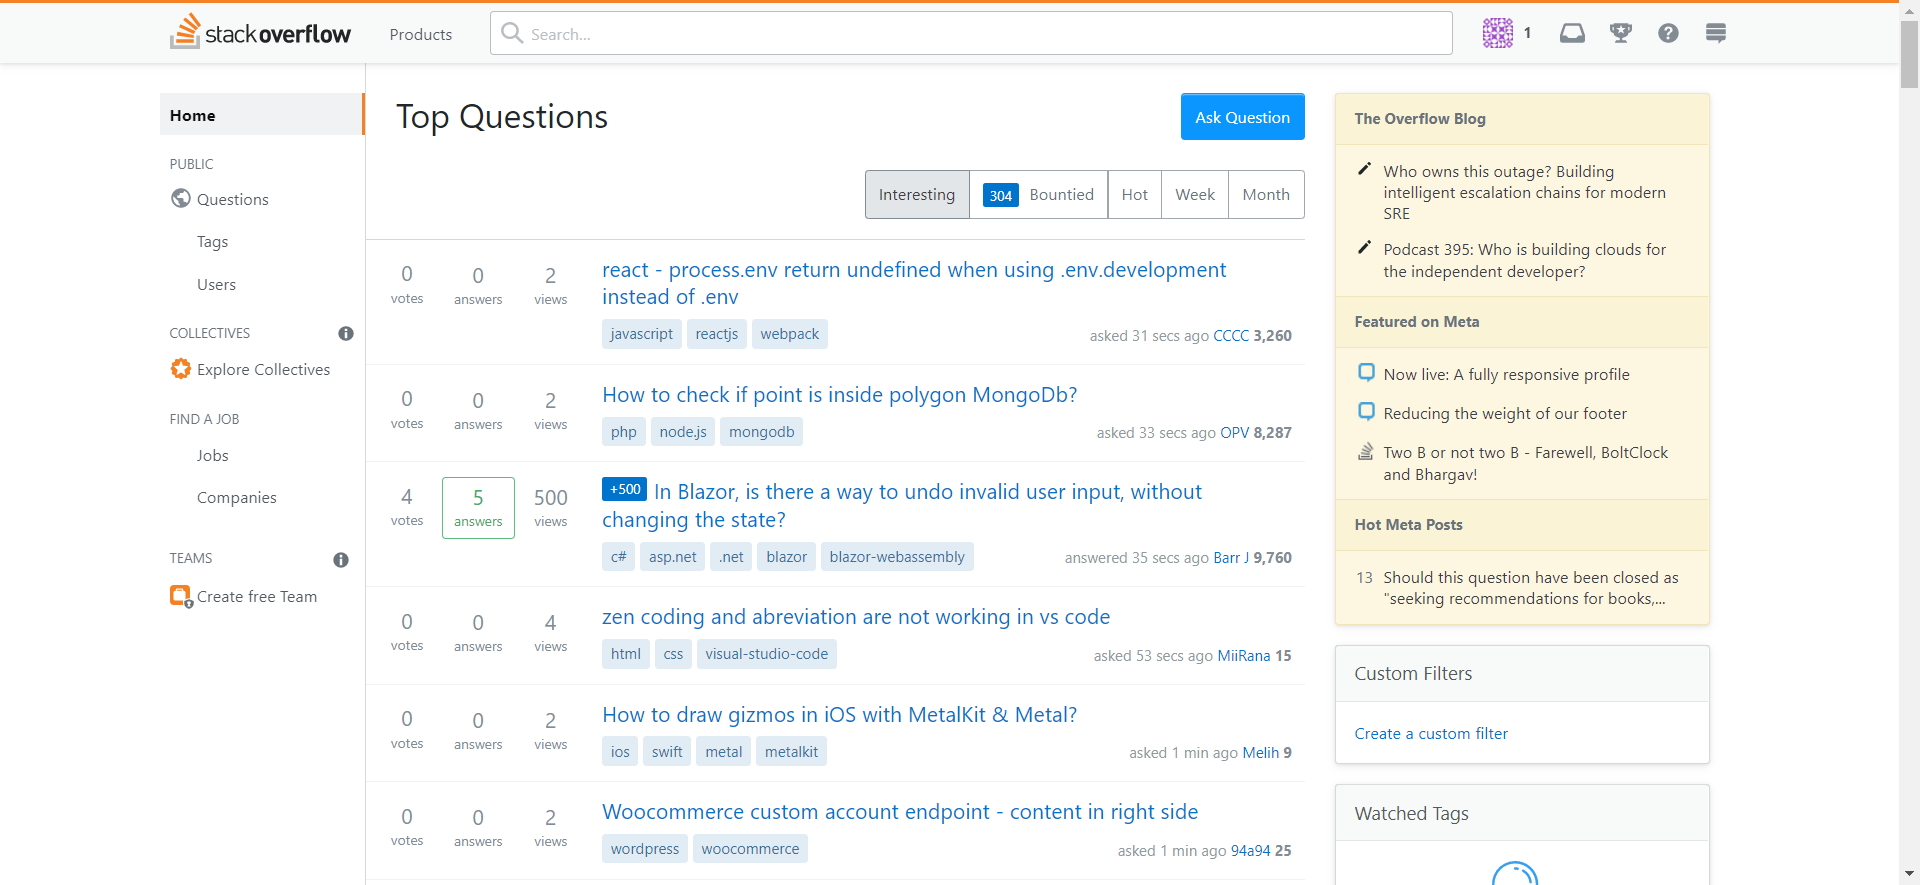 stackoverflow
Products
Search...
1
Home
PUBLIC
Questions
Tags
Users
COLLECTIVES
Explore Collectives
FIND A JOB
Jobs
Companies
TEAMS
Create free Team
Top Questions
Ask Question
Interesting
304 Bountied
Hot
Week
Month
0 votes
0 answers
2 views
react - process.env return undefined when using .env.development
instead of .env
javascript reactjs webpack
asked 31 secs ago CCCC 3,260
0 votes
0 answers
2 views
How to check if point is inside polygon MongoDb?
php node.js mongodb
asked 33 secs ago OPV 8,287
4 votes
5 answers
500 views
+500 In Blazor, is there a way to undo invalid user input, without
changing the state?
c# asp.net .net blazor blazor-webassembly
answered 35 secs ago Barr J 9,760
0 votes
0 answers
4 views
zen coding and abreviation are not working in vs code
html css visual-studio-code
asked 53 secs ago MiiRana 15
0 votes
0 answers
2 views
How to draw gizmos in iOS with MetalKit & Metal?
ios swift metal metalkit
asked 1 min ago Melih 9
0 votes
0 answers
2 views
Woocommerce custom account endpoint - content in right side
wordpress woocommerce
asked 1 min ago 94a94 25
The Overflow Blog
Who owns this outage? Building
intelligent escalation chains for modern
SRE
Podcast 395: Who is building clouds for
the independent developer?
Featured on Meta
Now live: A fully responsive profile
Reducing the weight of our footer
Two B or not two B - Farewell, BoltClock
and Bhargav!
Hot Meta Posts
13 Should this question have been closed as
"seeking recommendations for books,...
Custom Filters
Create a custom filter
Watched Tags